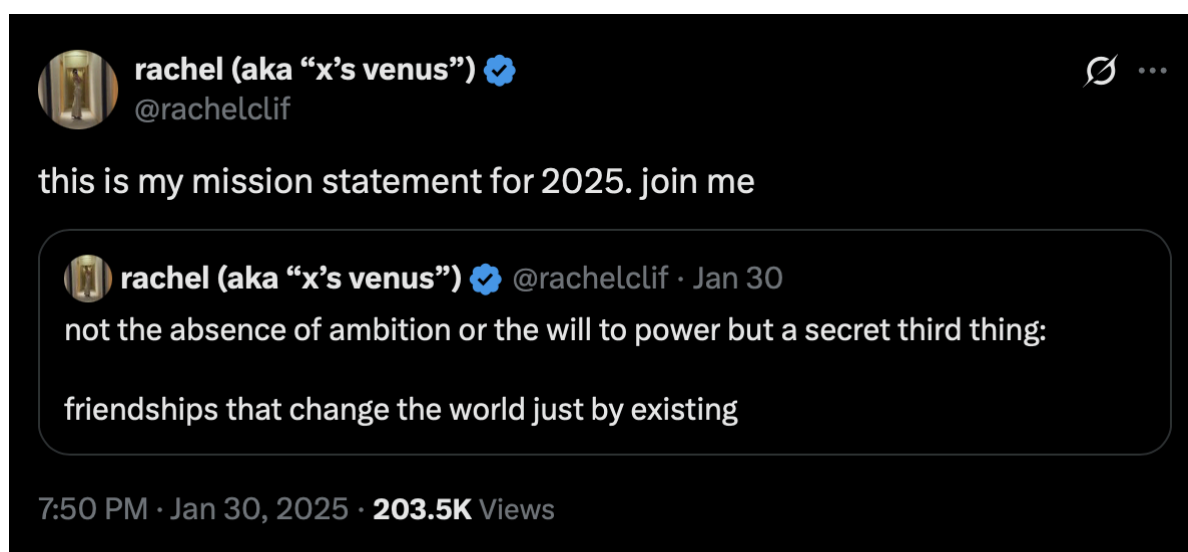 rachel (aka “x’s venus”)
@rachelclif
this is my mission statement for 2025. join me
rachel (aka “x’s venus”) @rachelclif · Jan 30
not the absence of ambition or the will to power but a secret third thing:
friendships that change the world just by existing
7:50 PM · Jan 30, 2025 · 203.5K Views